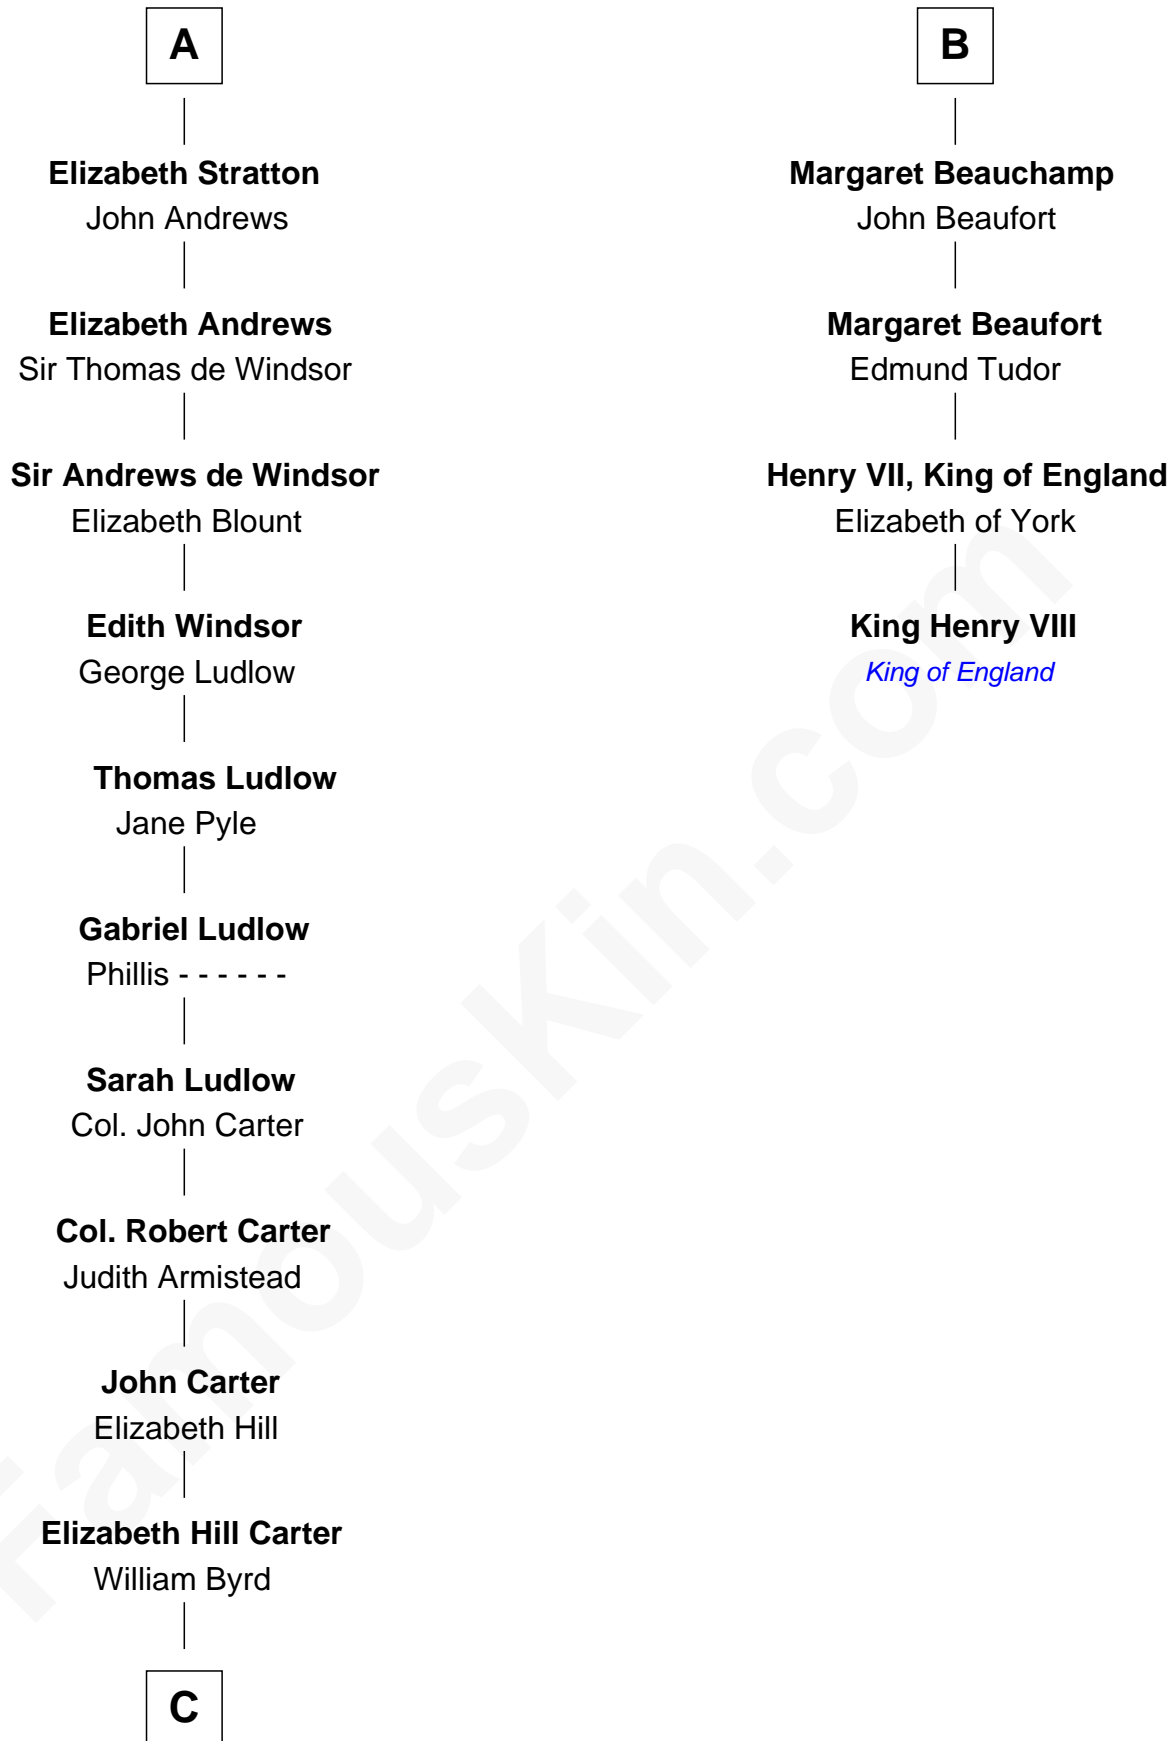 A
Elizabeth Stratton
John Andrews
Elizabeth Andrews
Sir Thomas de Windsor
Sir Andrews de Windsor
Elizabeth Blount
Edith Windsor
George Ludlow
Thomas Ludlow
Jane Pyle
Gabriel Ludlow
Phillis - - - - - -
Sarah Ludlow
Col. John Carter
Col. Robert Carter
Judith Armistead
John Carter
Elizabeth Hill
Elizabeth Hill Carter
William Byrd
C
B
Margaret Beauchamp
John Beaufort
Margaret Beaufort
Edmund Tudor
Henry VII, King of England
Elizabeth of York
King Henry VIII
King of England
FamousKin.com